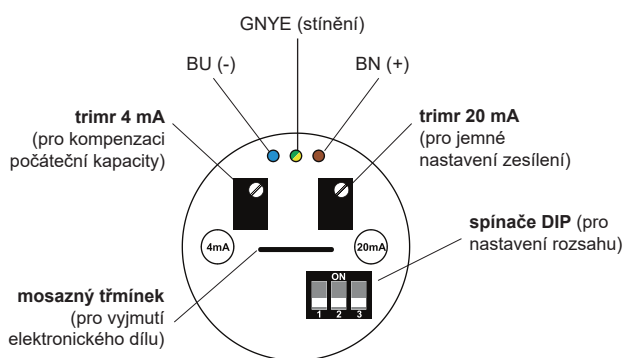 GNYE (stínění)
BU (-)
BN (+)
trimr 4 mA
(pro kompenzaci
počáteční kapacity)
trimr 20 mA
(pro jemné
nastavení zesílení)
4mA
20mA
spínače DIP (pro
nastavení rozsahu)
ON
1 2 3
mosazný třmínek
(pro vyjmutí
elektronického dílu)